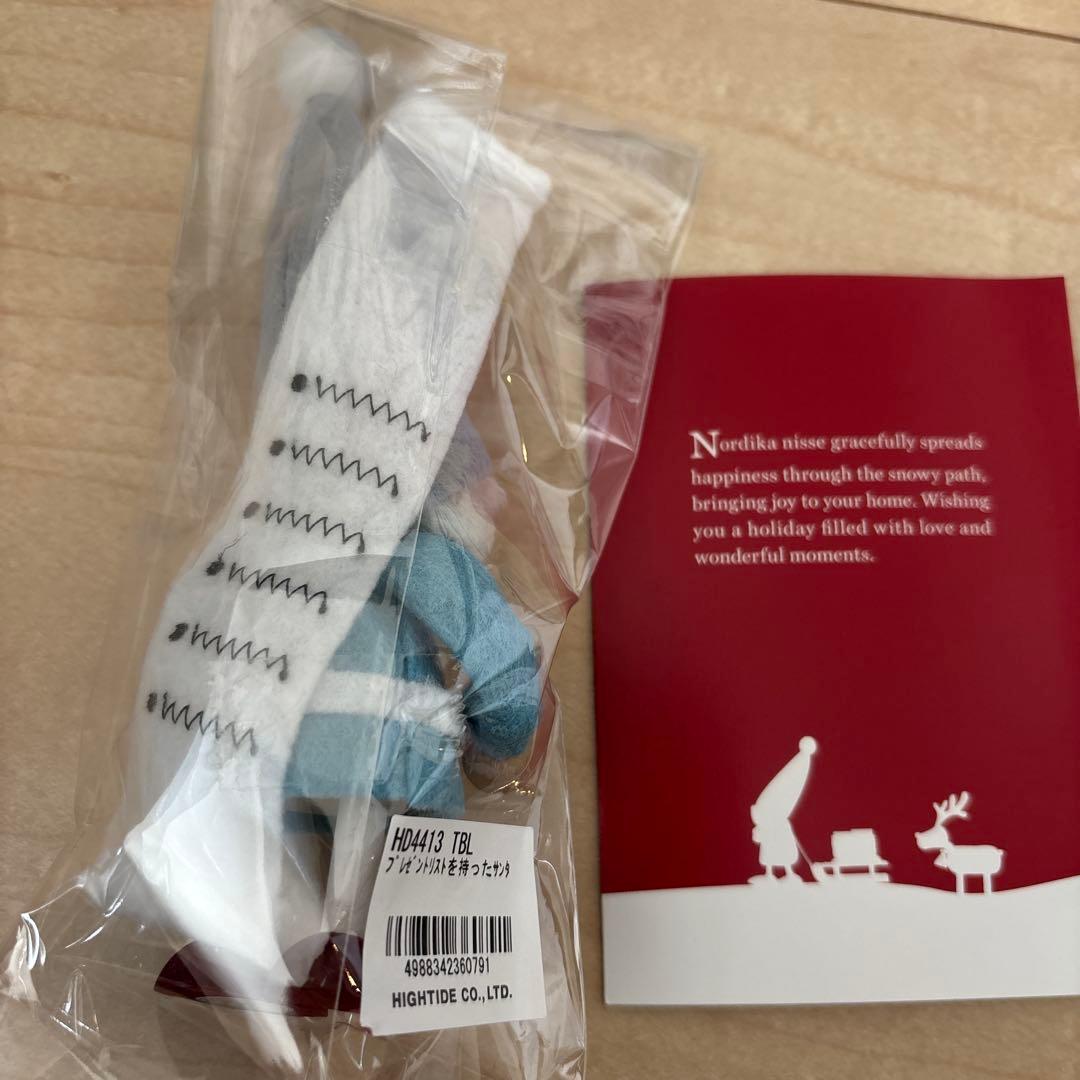 HD4413 TBL
ﾌﾟﾚｾﾞﾝﾄﾘｽﾄを持ったｻﾝﾀ
4988342360791
HIGHTIDE CO.,LTD.
Nordika nisse gracefully spreads
happiness through the snowy path,
bringing joy to your home. Wishing
you a holiday filled with love and
wonderful moments.